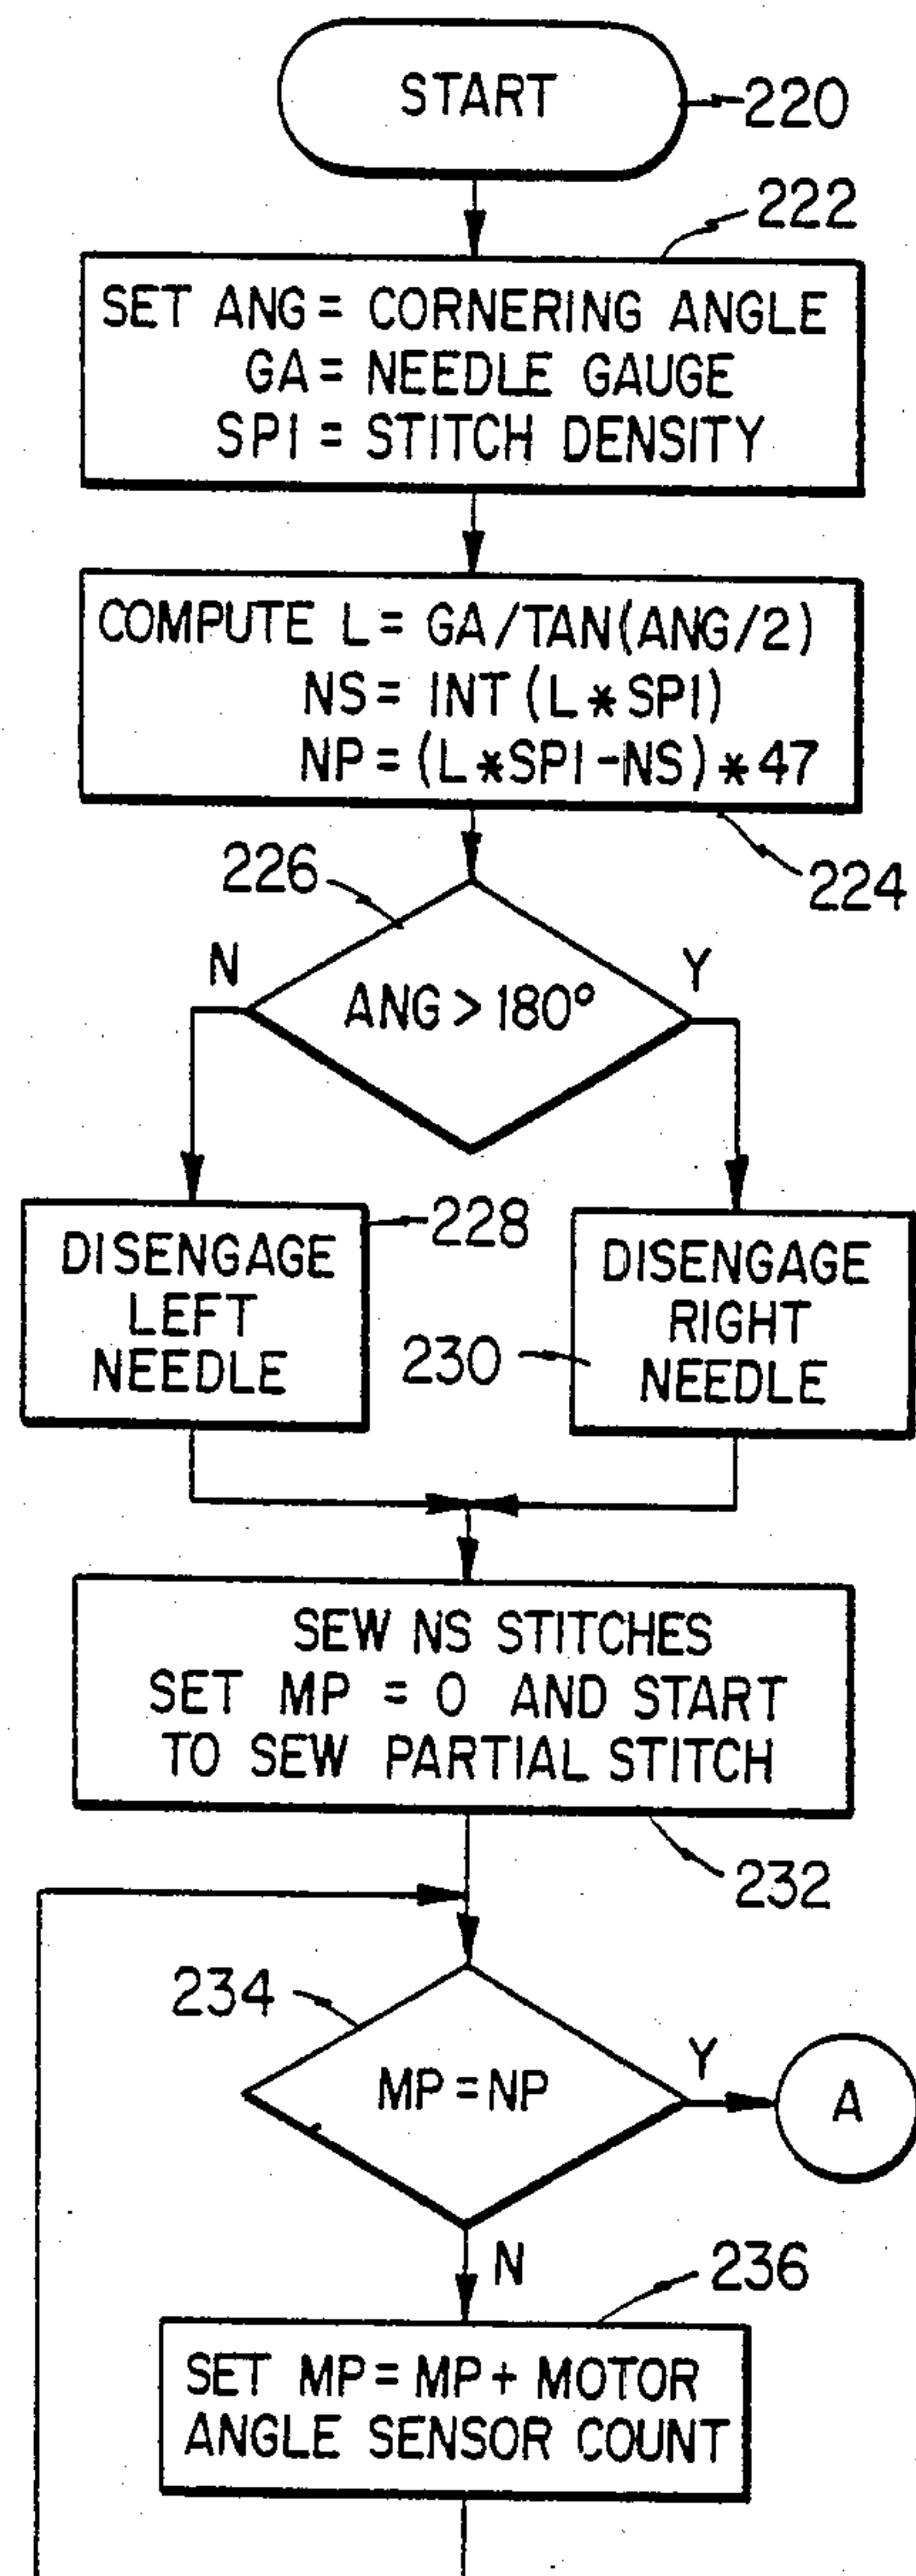 START
220
222
SET ANG = CORNERING ANGLE
GA = NEEDLE GAUGE
SPI = STITCH DENSITY
COMPUTE L = GA/TAN(ANG/2)
NS = INT (L * SPI)
NP = (L * SPI - NS) * 47
224
226
N
Y
ANG > 180°
228
DISENGAGE
LEFT
NEEDLE
DISENGAGE
RIGHT
NEEDLE
230
SEW NS STITCHES
SET MP = 0 AND START
TO SEW PARTIAL STITCH
232
234
MP = NP
Y
A
N
236
SET MP = MP + MOTOR
ANGLE SENSOR COUNT